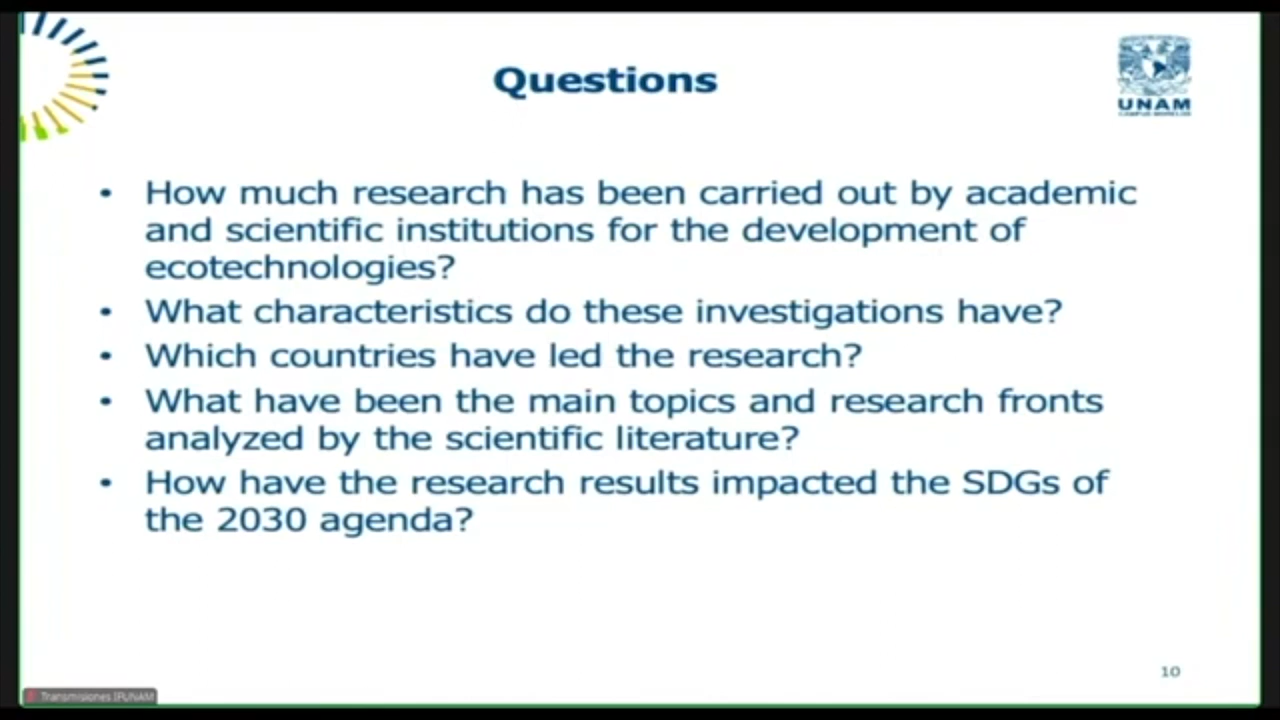 Questions
UNAM
• How much research has been carried out by academic
and scientific institutions for the development of
ecotechnologies?
• What characteristics do these investigations have?
• Which countries have led the research?
• What have been the main topics and research fronts
analyzed by the scientific literature?
• How have the research results impacted the SDGs of
the 2030 agenda?
10
Transmisiones IFUNAM